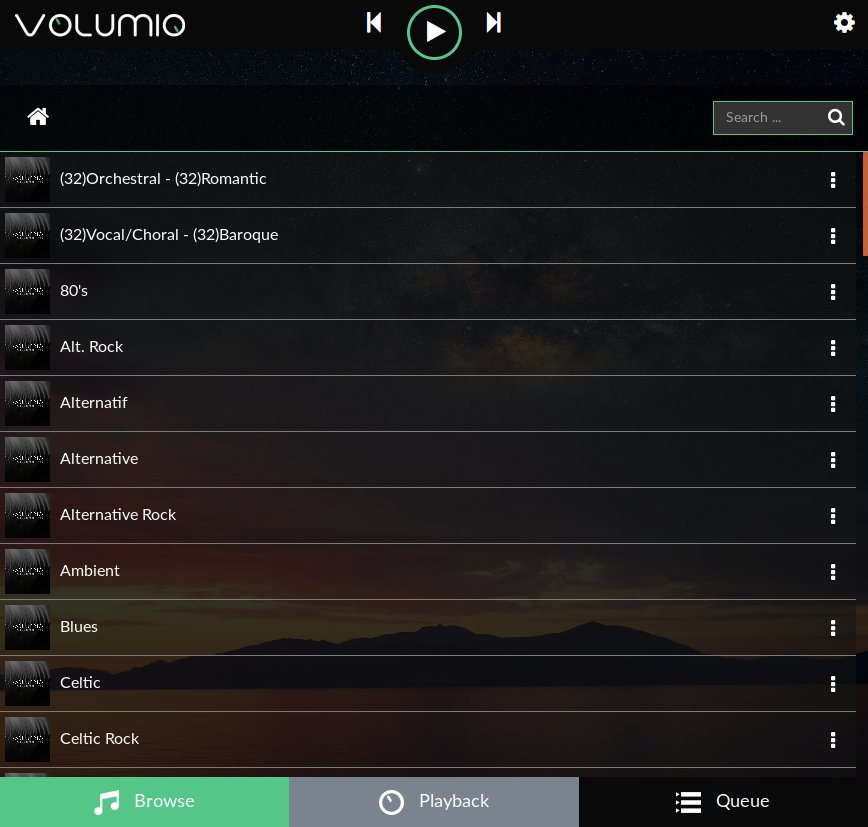 VOLUMIO
Search ...
(32)Orchestral - (32)Romantic
(32)Vocal/Choral - (32)Baroque
80's
Alt. Rock
Alternatif
Alternative
Alternative Rock
Ambient
Blues
Celtic
Celtic Rock
Browse
Playback
Queue